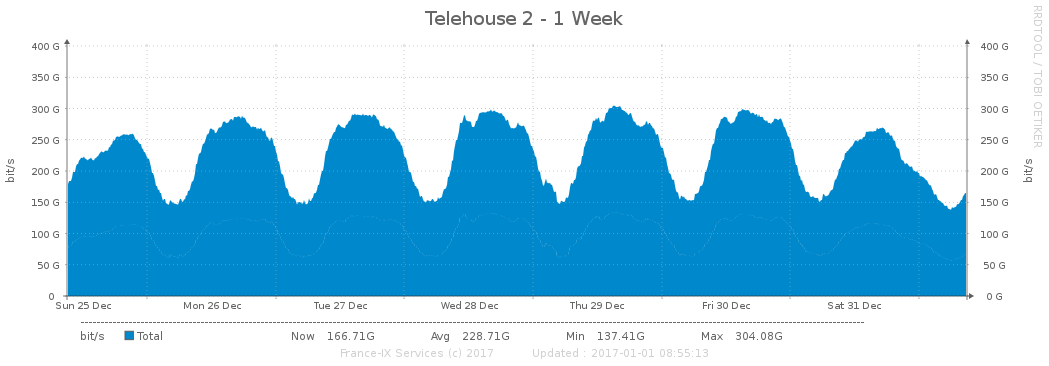 Telehouse 2 - 1 Week
RRDTOOL / TOBI OETIKER
400 G 400 G
350 G 350 G
300 G 300 G
250 G 250 G
200 G 200 G
150 G 150 G
100 G 100 G
50 G 50 G
0 0 G
bit/s bit/s
Sun 25 Dec Mon 26 Dec Tue 27 Dec Wed 28 Dec Thu 29 Dec Fri 30 Dec Sat 31 Dec
bit/s Total Now 166.71G Avg 228.71G Min 137.41G Max 304.08G
France-IX Services (c) 2017 Updated : 2017-01-01 08:55:13